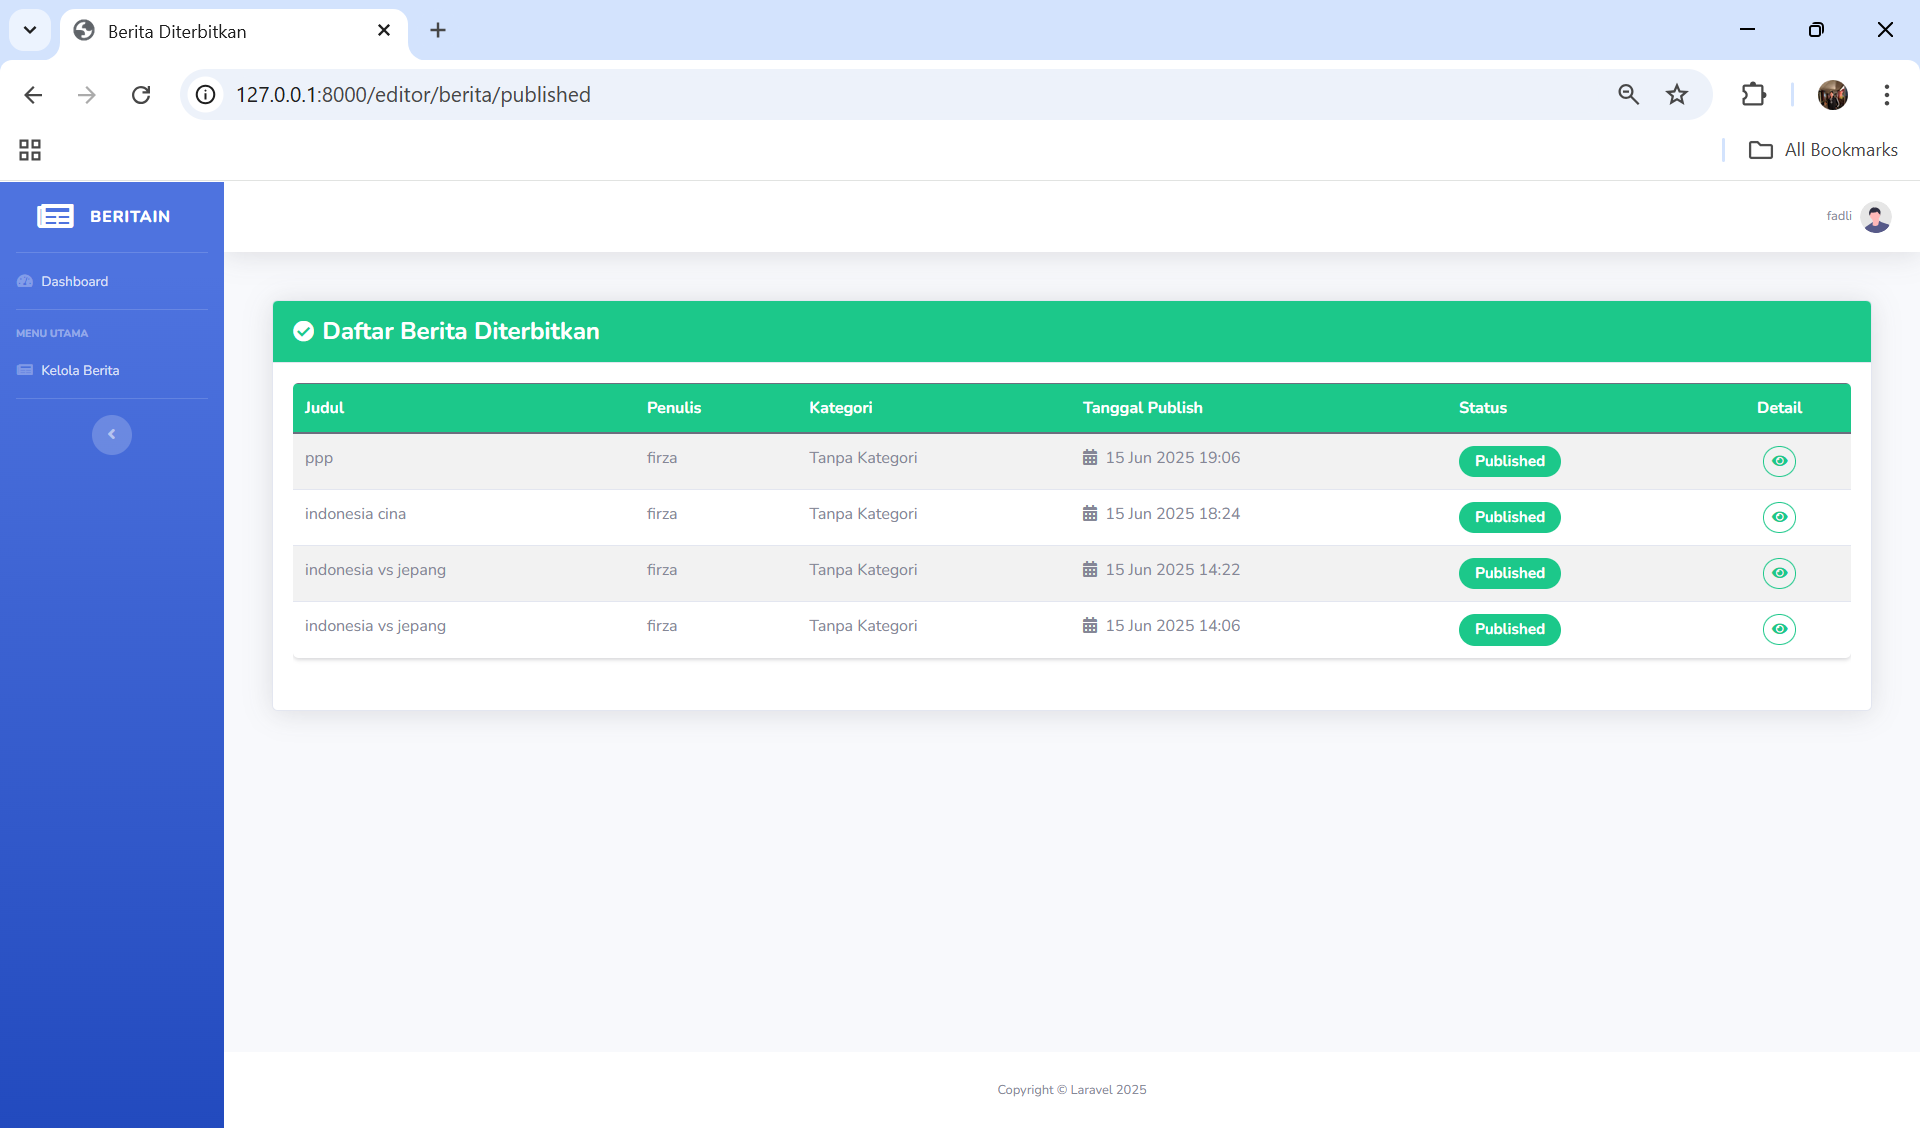 Berita Diterbitkan
127.0.0.1:8000/editor/berita/published
All Bookmarks
BERITAIN
fadli
Dashboard
MENU UTAMA
Kelola Berita
Daftar Berita Diterbitkan
Judul Penulis Kategori Tanggal Publish Status Detail
ppp firza Tanpa Kategori 15 Jun 2025 19:06 Published
indonesia cina firza Tanpa Kategori 15 Jun 2025 18:24 Published
indonesia vs jepang firza Tanpa Kategori 15 Jun 2025 14:22 Published
indonesia vs jepang firza Tanpa Kategori 15 Jun 2025 14:06 Published
Copyright © Laravel 2025